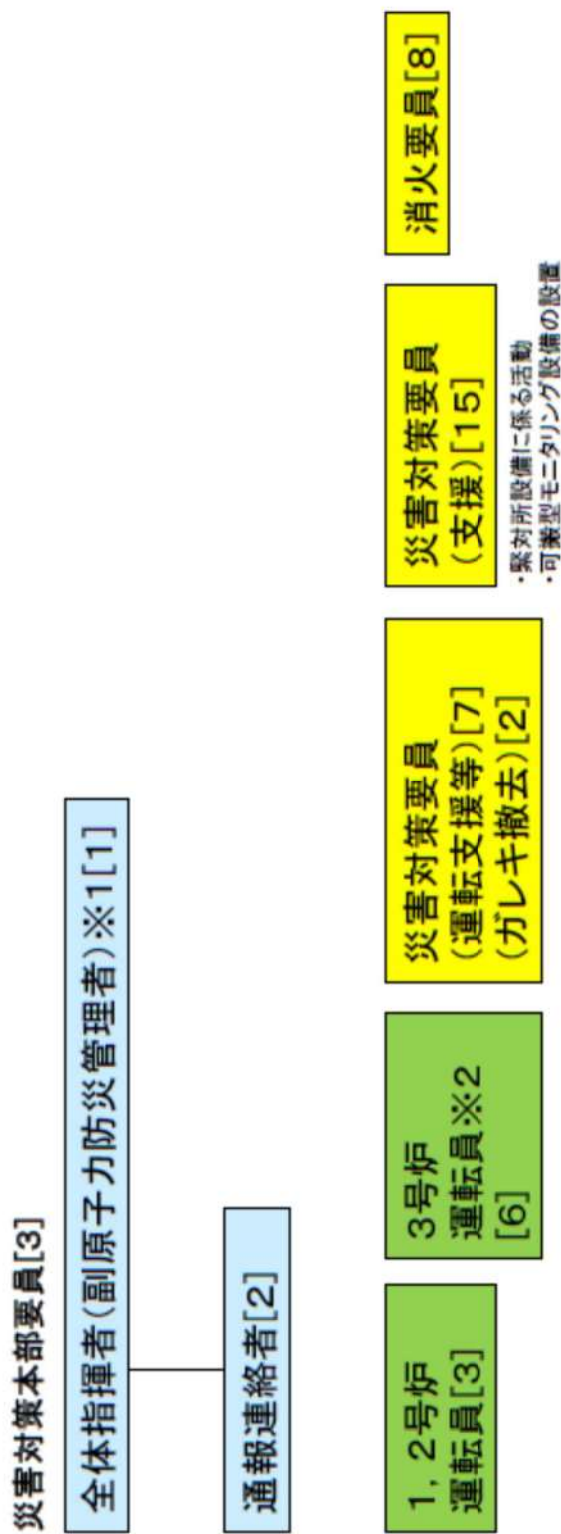 災害対策本部要員[3]
全体指揮者(副原子力防災管理者)※1[1]
通報連絡者[2]
1,2号炉
運転員[3]
3号炉
運転員※2
[6]
災害対策要員
(運転支援等)[7]
(ガレキ撤去)[2]
災害対策要員
(支援)[15]
・緊対所設備に係る活動
・可搬型モニタリング設備の設置
消火要員[8]